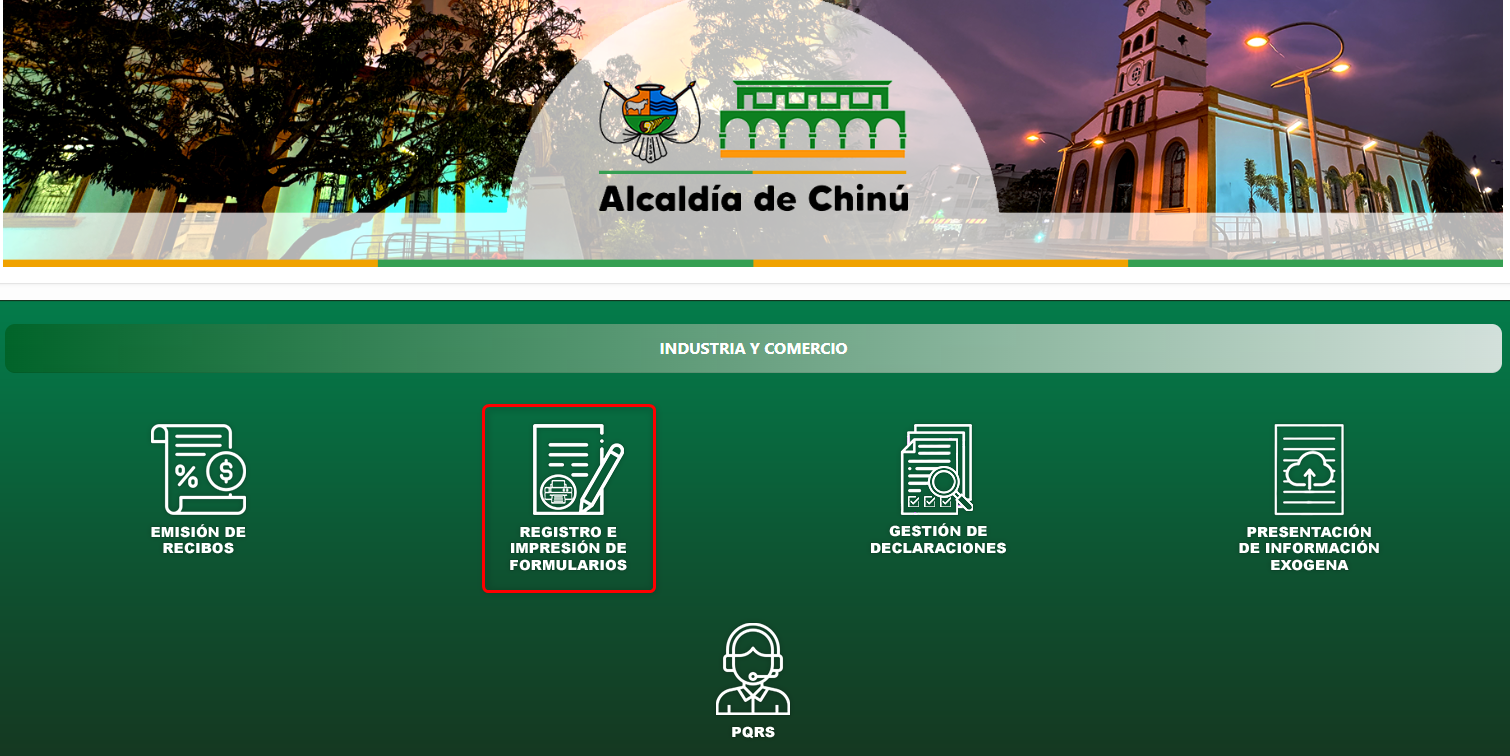 Alcaldía de Chinú
INDUSTRIA Y COMERCIO
EMISIÓN DE
RECIBOS
REGISTRO E
IMPRESIÓN DE
FORMULARIOS
GESTIÓN DE
DECLARACIONES
PRESENTACIÓN
DE INFORMACIÓN
EXOGENA
PQRS